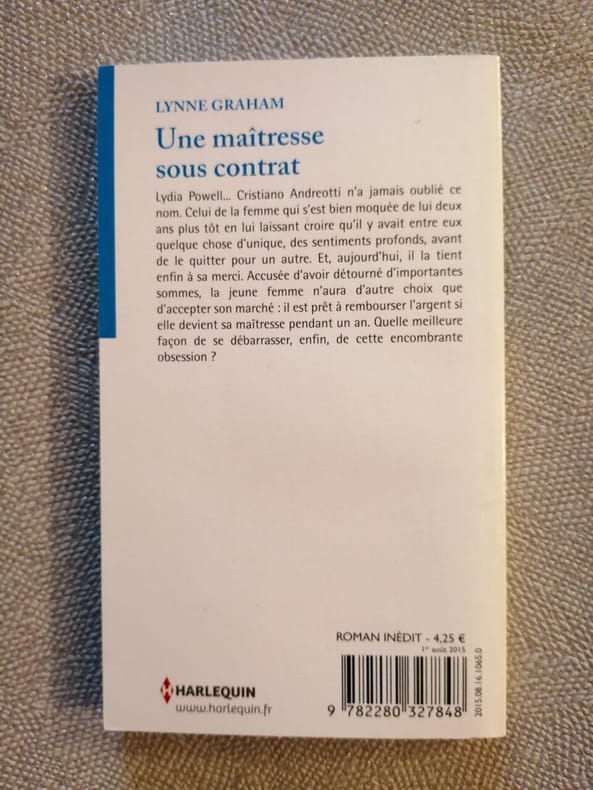 LYNNE GRAHAM
Une maîtresse
sous contrat
Lydia Powell... Cristiano Andreotti n'a jamais oublié ce
nom. Celui de la femme qui s'est bien moquée de lui deux
ans plus tôt en lui laissant croire qu'il y avait entre eux
quelque chose d'unique, des sentiments profonds, avant
de le quitter pour un autre. Et, aujourd'hui, il la tient
enfin à sa merci. Accusée d'avoir détourné d'importantes
sommes, la jeune femme n'aura d'autre choix que
d'accepter son marché : il est prêt à rembourser l'argent si
elle devient sa maîtresse pendant un an. Quelle meilleure
façon de se débarrasser, enfin, de cette encombrante
obsession ?
ROMAN INÉDIT - 4,25 €
1er août 2015
HARLEQUIN
www.harlequin.fr
9 782280 327848
2015.08.16.1065.0